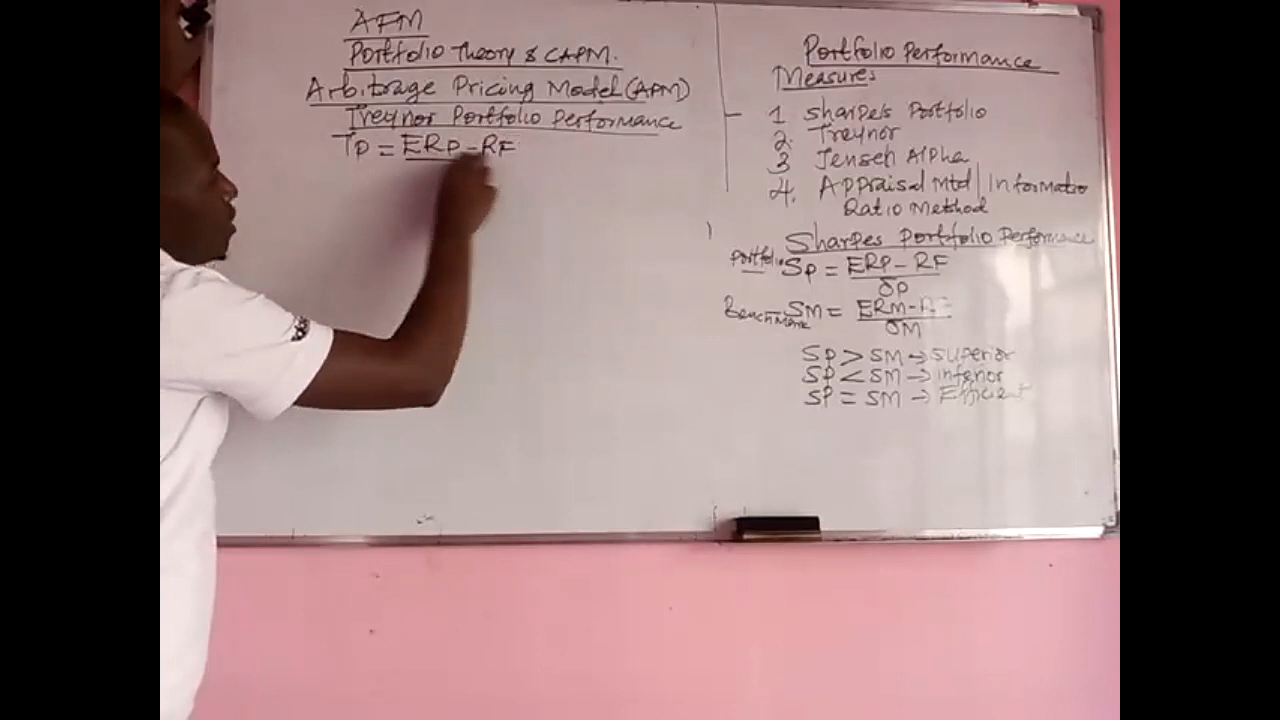 AFM
Portfolio Theory & CAPM.
Arbitrage Pricing Model (APM)
Treynor Portfolio Performance
TP = ERP - RF
Portfolio Performance
Measures
1 Sharpe's Portfolio
2. Treynor
3 Jensen Alpha
4. Appraisal Mtd / Informatio
Ratio Method
Sharpes Portfolio Performance
Portfolio SP = ERP - RF
δP
Benchmark SM = ERM - RF
δM
SP > SM → Superior
SP < SM → inferior
SP = SM → Efficient